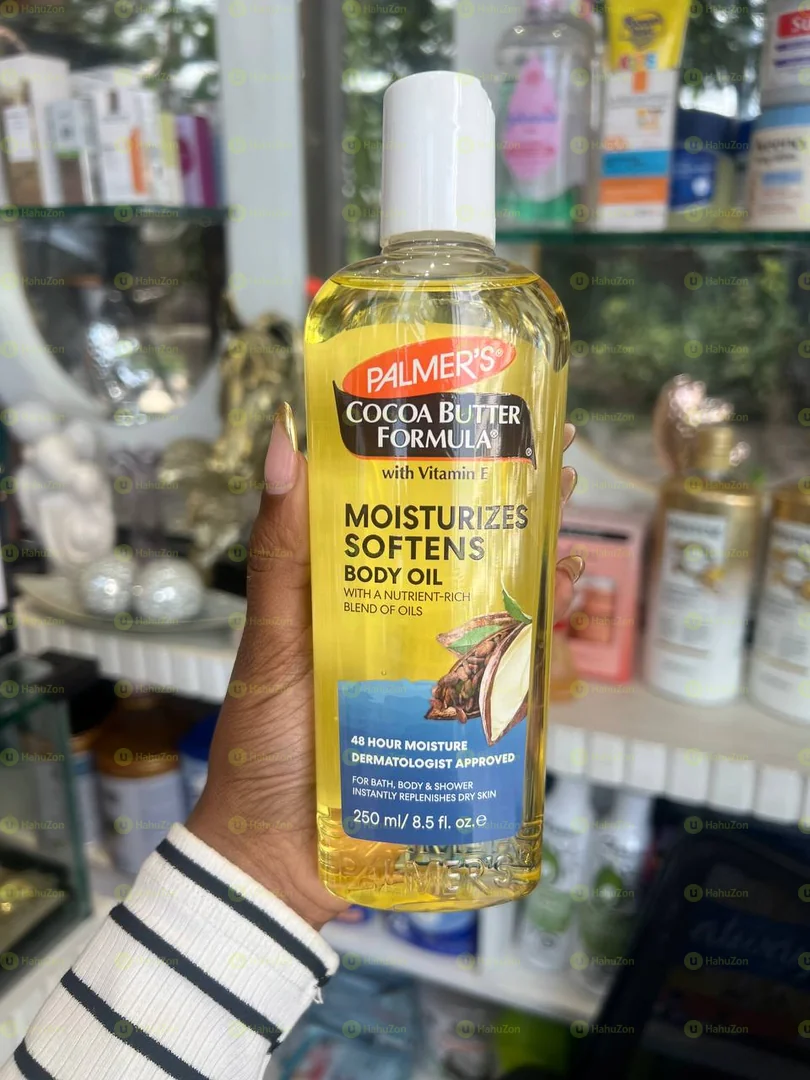 PALMER'S®
COCOA BUTTER
FORMULA®
with Vitamin E
MOISTURIZES
SOFTENS
BODY OIL
WITH A NUTRIENT-RICH
BLEND OF OILS
48 HOUR MOISTURE
DERMATOLOGIST APPROVED
FOR BATH, BODY & SHOWER
INSTANTLY REPLENISHES DRY SKIN
250 ml/ 8.5 fl. oz.℮
PALMER'S
HahuZon